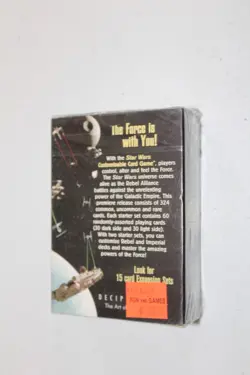 The Force is
with You!
With the Star Wars
Customizable Card Game™, players
control, alter and feel the Force.
The Star Wars universe comes
alive as the Rebel Alliance
battles against the unrelenting
power of the Galactic Empire. This
premiere release consists of 324
common, uncommon and rare
cards. Each starter set contains 60
randomly-assorted playing cards
(30 dark side and 30 light side).
With two starter sets, you can
customize Rebel and Imperial
decks and master the amazing
powers of the Force!
Look for
15 card Expansion Sets
DECIP
The Art of
FUN GAMES